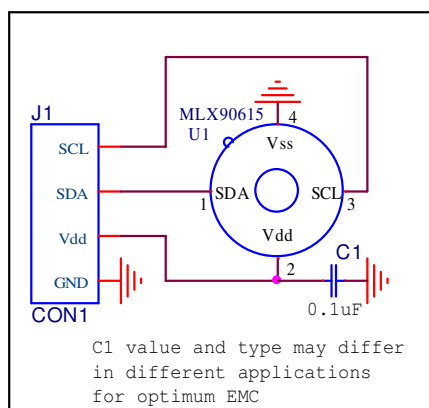 J1
SCL
SDA
Vdd
GND
CON1
MLX90615
U1
4
Vss
1
SDA
SCL
3
Vdd
2
C1
0.1uF
C1 value and type may differ
in different applications
for optimum EMC